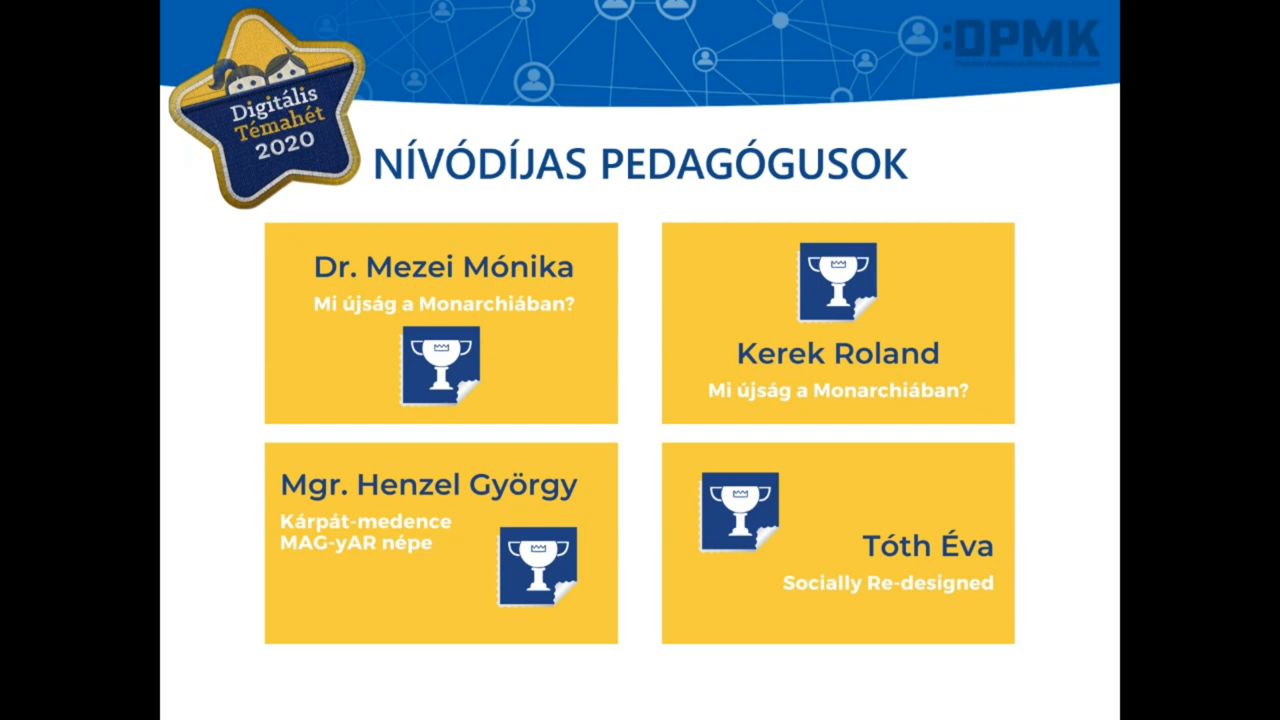 Digitális
Témahét
2020
:DPMK
NÍVÓDÍJAS PEDAGÓGUSOK
Dr. Mezei Mónika
Mi újság a Monarchiában?
Kerek Roland
Mi újság a Monarchiában?
Mgr. Henzel György
Kárpát-medence
MAG-yAR népe
Tóth Éva
Socially Re-designed